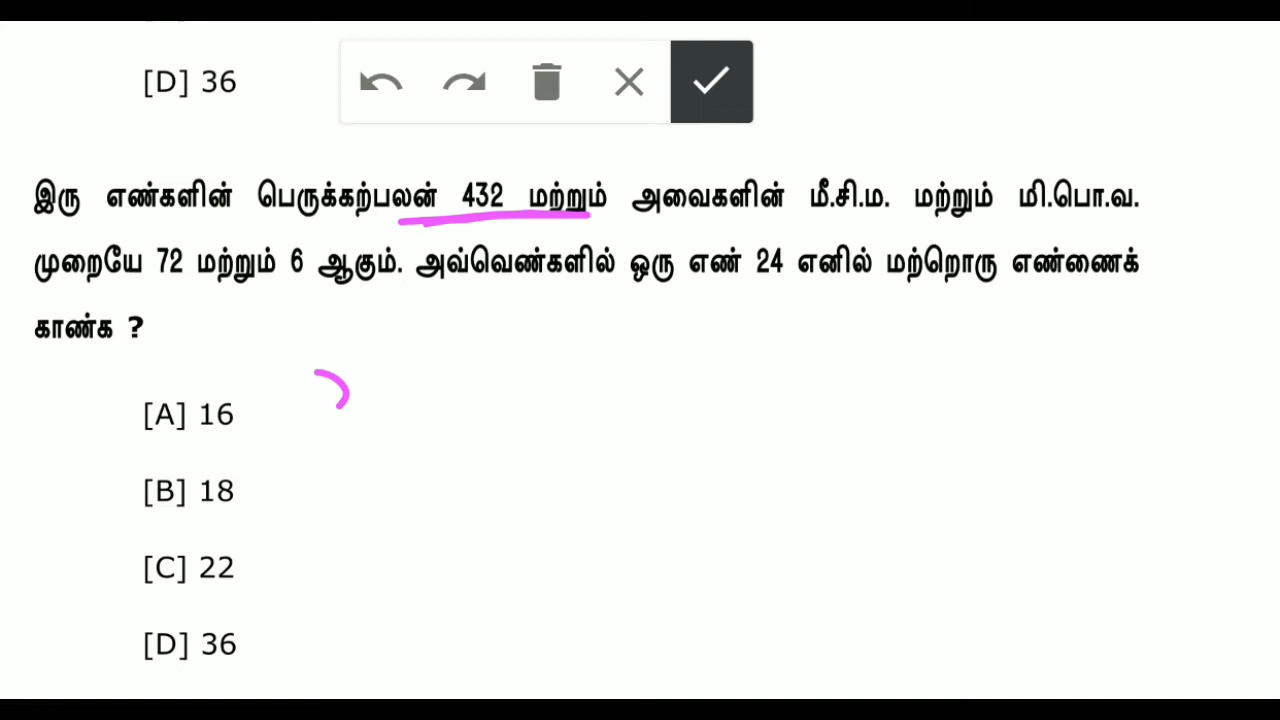 [D] 36
இரு எண்களின் பெருக்கற்பலன் 432 மற்றும் அவைகளின் மீ.சி.ம. மற்றும் மி.பொ.வ.
முறையே 72 மற்றும் 6 ஆகும். அவ்வெண்களில் ஒரு எண் 24 எனில் மற்றொரு எண்ணைக்
காண்க ?
[A] 16
[B] 18
[C] 22
[D] 36